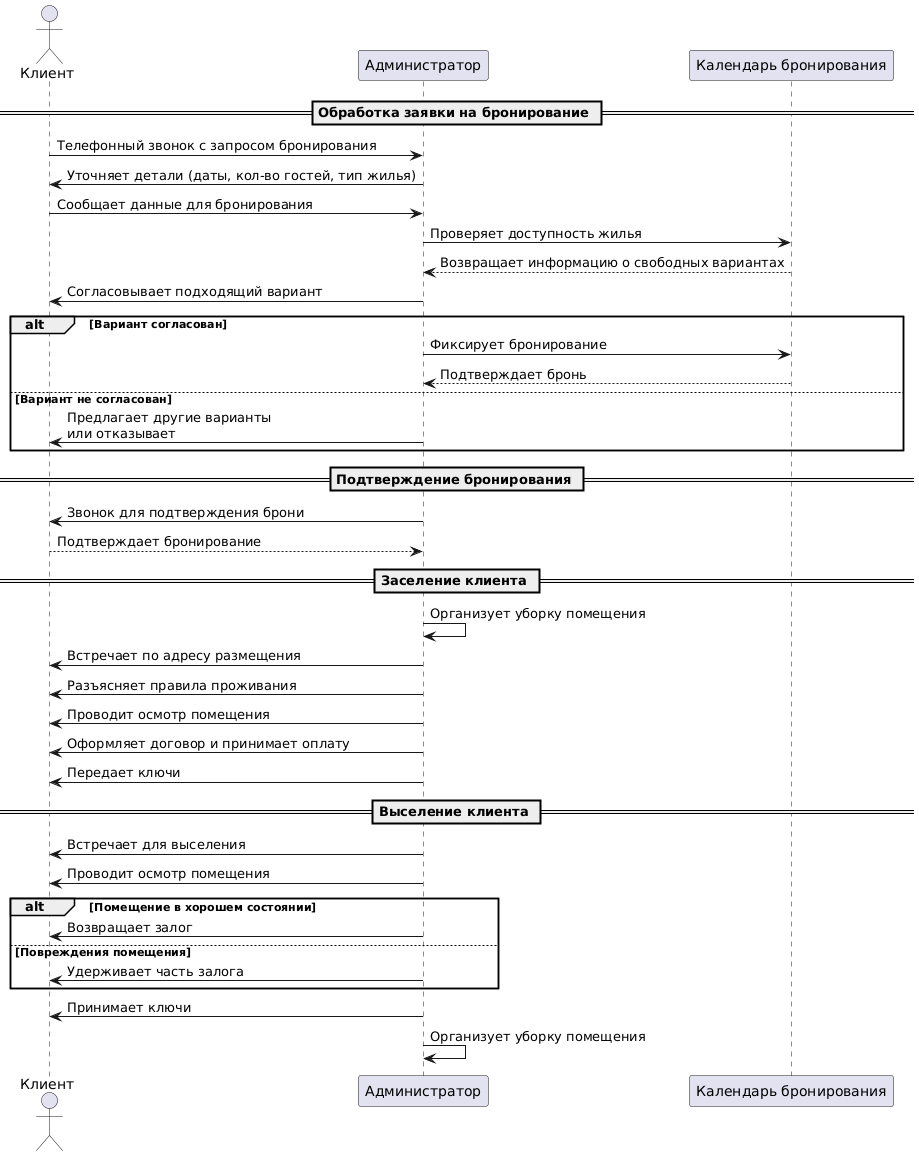 Клиент
Администратор
Календарь бронирования
Обработка заявки на бронирование
Телефонный звонок с запросом бронирования
Уточняет детали (даты, кол-во гостей, тип жилья)
Сообщает данные для бронирования
Проверяет доступность жилья
Возвращает информацию о свободных вариантах
Согласовывает подходящий вариант
alt [Вариант согласован]
Фиксирует бронирование
Подтверждает бронь
[Вариант не согласован]
Предлагает другие варианты
или отказывает
Подтверждение бронирования
Звонок для подтверждения брони
Подтверждает бронирование
Заселение клиента
Организует уборку помещения
Встречает по адресу размещения
Разъясняет правила проживания
Проводит осмотр помещения
Оформляет договор и принимает оплату
Передает ключи
Выселение клиента
Встречает для выселения
Проводит осмотр помещения
alt [Помещение в хорошем состоянии]
Возвращает залог
[Повреждения помещения]
Удерживает часть залога
Принимает ключи
Организует уборку помещения
Клиент
Администратор
Календарь бронирования